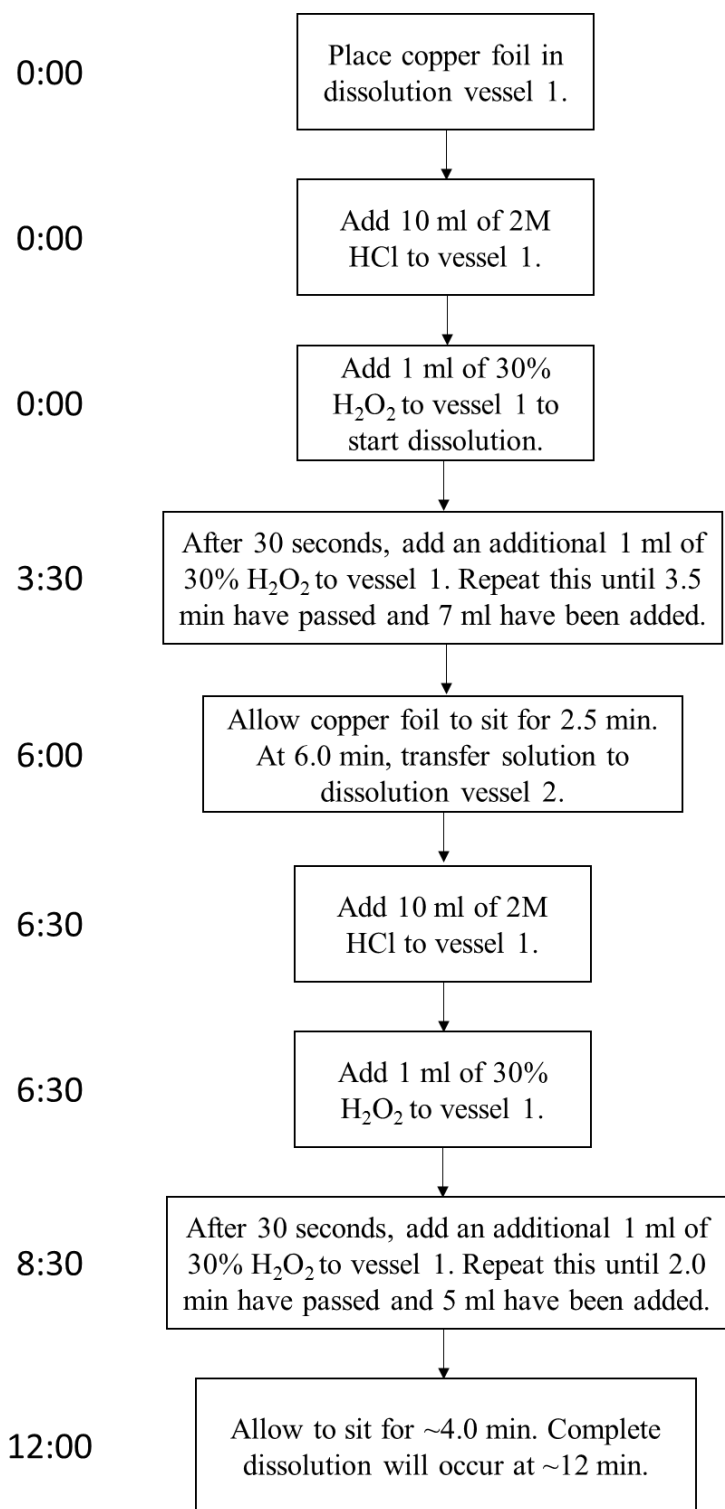 0:00
Place copper foil in
dissolution vessel 1.
0:00
Add 10 ml of 2M
HCl to vessel 1.
0:00
Add 1 ml of 30%
H₂O₂ to vessel 1 to
start dissolution.
3:30
After 30 seconds, add an additional 1 ml of
30% H₂O₂ to vessel 1. Repeat this until 3.5
min have passed and 7 ml have been added.
6:00
Allow copper foil to sit for 2.5 min.
At 6.0 min, transfer solution to
dissolution vessel 2.
6:30
Add 10 ml of 2M
HCl to vessel 1.
6:30
Add 1 ml of 30%
H₂O₂ to vessel 1.
8:30
After 30 seconds, add an additional 1 ml of
30% H₂O₂ to vessel 1. Repeat this until 2.0
min have passed and 5 ml have been added.
12:00
Allow to sit for ~4.0 min. Complete
dissolution will occur at ~12 min.